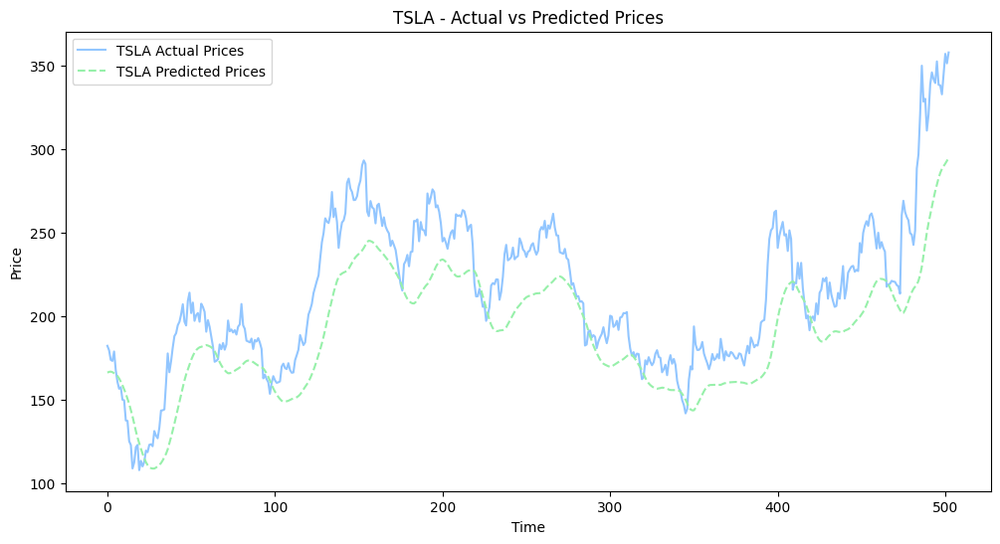 TSLA - Actual vs Predicted Prices
TSLA Actual Prices
TSLA Predicted Prices
Price
350
300
250
200
150
100
0
100
200
300
400
500
Time